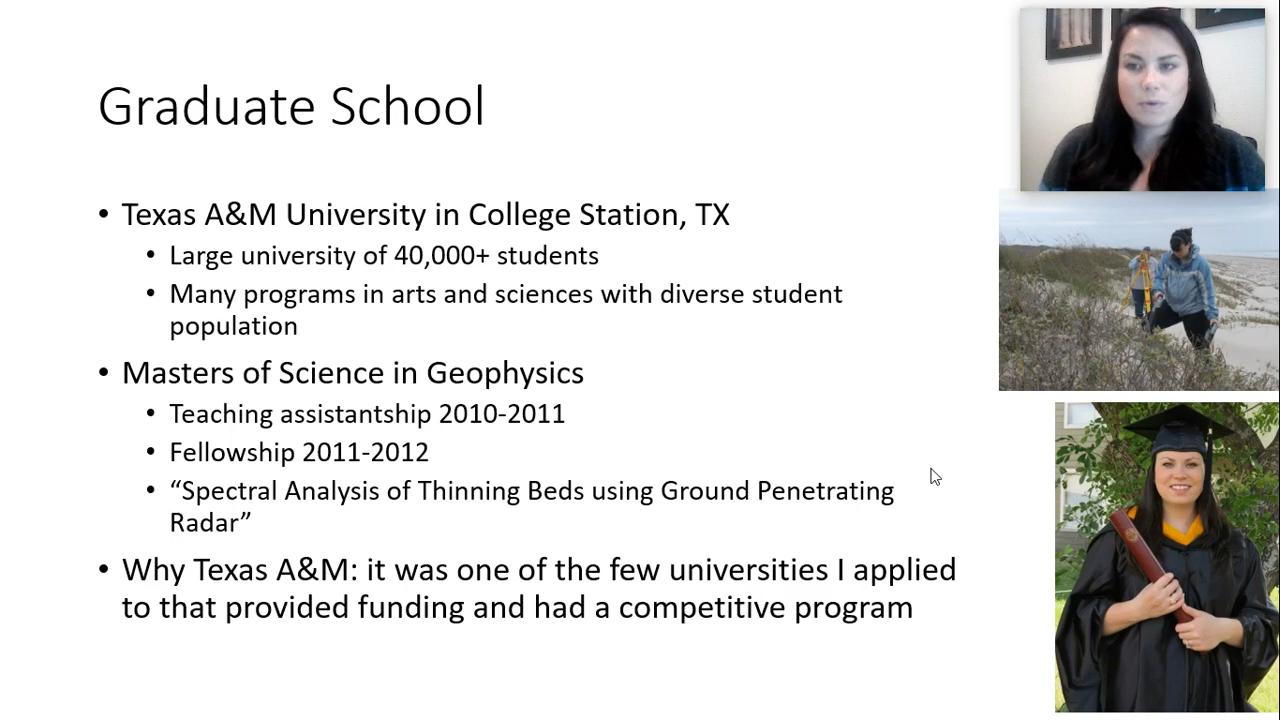 Graduate School
• Texas A&M University in College Station, TX
• Large university of 40,000+ students
• Many programs in arts and sciences with diverse student
population
• Masters of Science in Geophysics
• Teaching assistantship 2010-2011
• Fellowship 2011-2012
• “Spectral Analysis of Thinning Beds using Ground Penetrating
Radar”
• Why Texas A&M: it was one of the few universities I applied
to that provided funding and had a competitive program